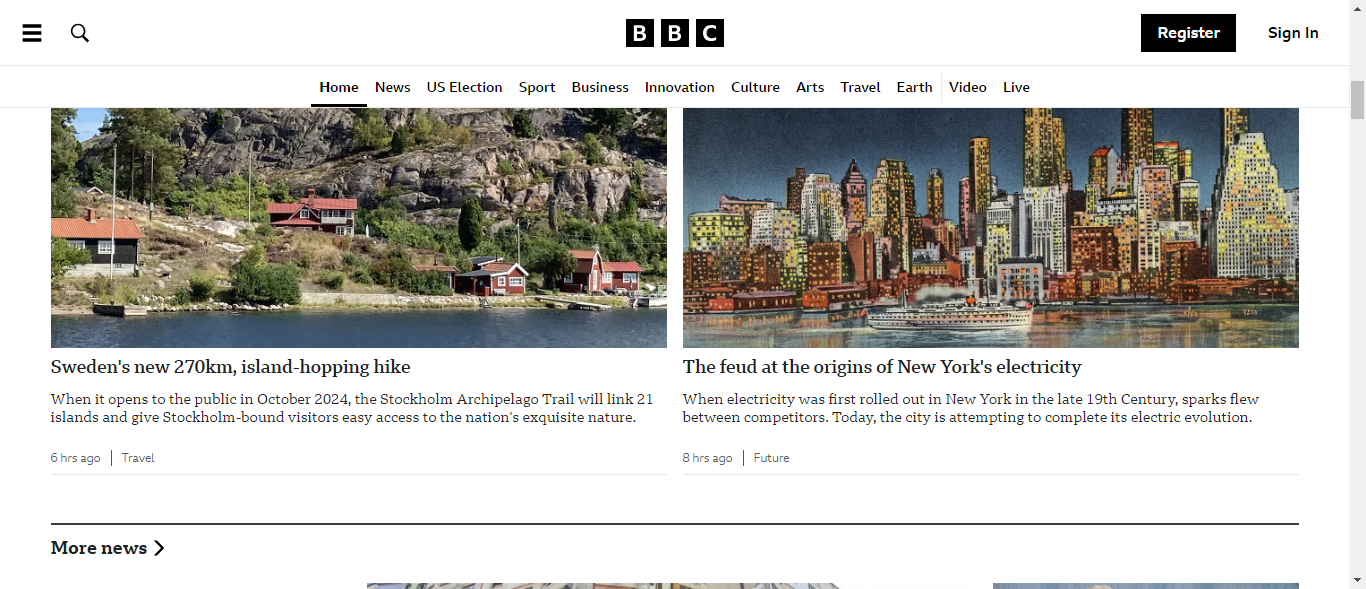 BBC
Register
Sign In
Home News US Election Sport Business Innovation Culture Arts Travel Earth Video Live
Sweden's new 270km, island-hopping hike
When it opens to the public in October 2024, the Stockholm Archipelago Trail will link 21
islands and give Stockholm-bound visitors easy access to the nation's exquisite nature.
6 hrs ago | Travel
The feud at the origins of New York's electricity
When electricity was first rolled out in New York in the late 19th Century, sparks flew
between competitors. Today, the city is attempting to complete its electric evolution.
8 hrs ago | Future
More news